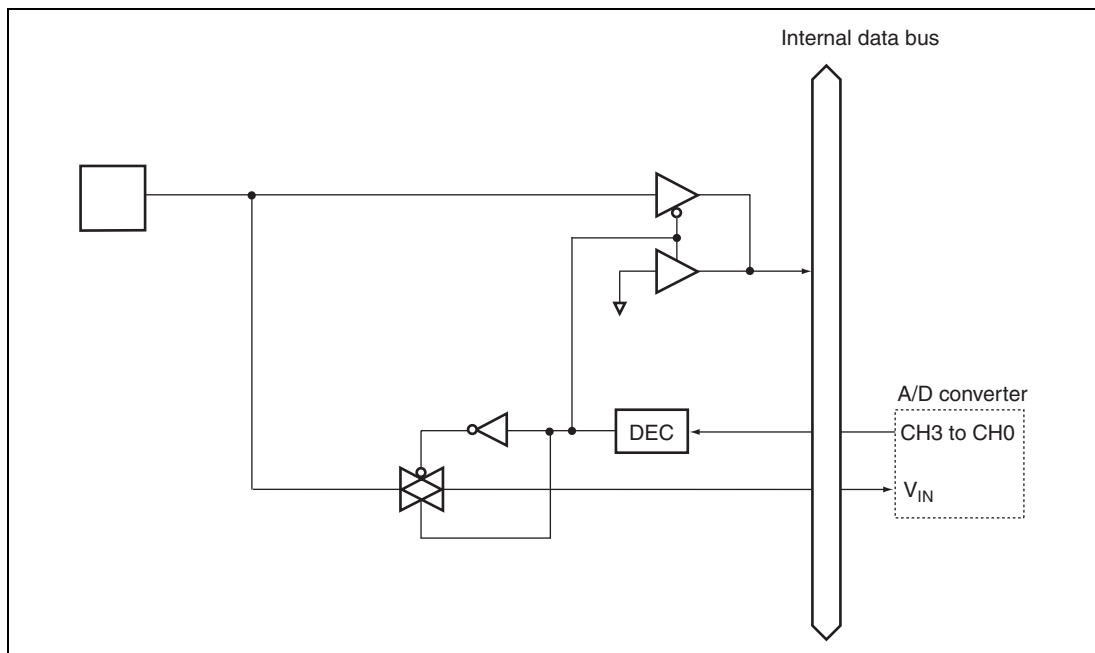 Internal data bus
A/D converter
DEC
CH3 to CH0
VIN